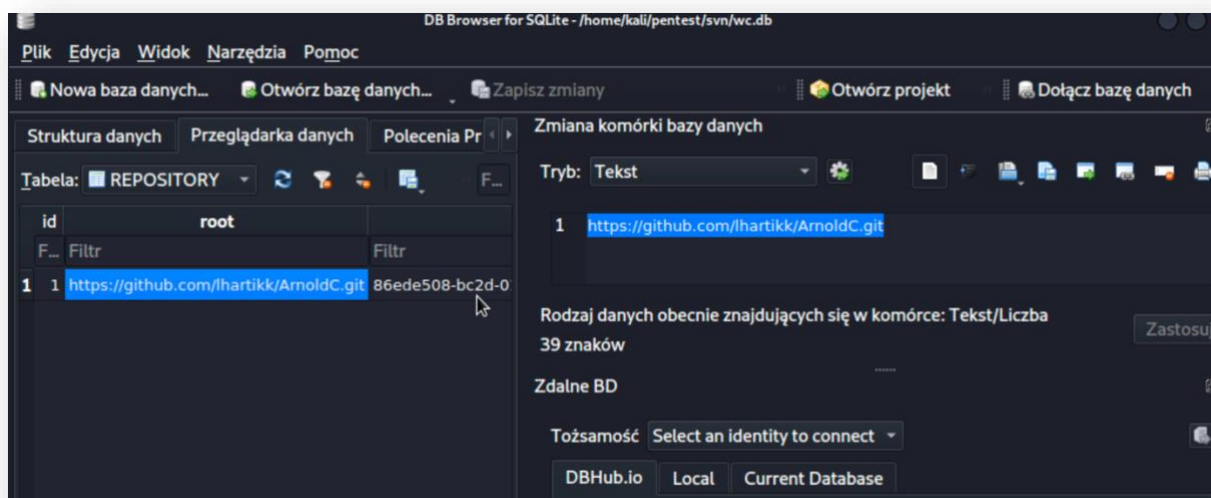 DB Browser for SQLite - /home/kali/pentest/svn/wc.db
Plik Edycja Widok Narzędzia Pomoc
Nowa baza danych... Otwórz bazę danych... Zapisz zmiany Otwórz projekt Dołącz bazę danych
Struktura danych Przeglądarka danych Polecenia Pr
Tabela: REPOSITORY F...
id root
F... Filtr Filtr
1 1 https://github.com/lhartikk/ArnoldC.git 86ede508-bc2d-0
Zmiana komórki bazy danych
Tryb: Tekst
1 https://github.com/lhartikk/ArnoldC.git
Rodzaj danych obecnie znajdujących się w komórce: Tekst/Liczba
39 znaków
Zastosuj
Zdalne BD
Tożsamość Select an identity to connect
DBHub.io Local Current Database